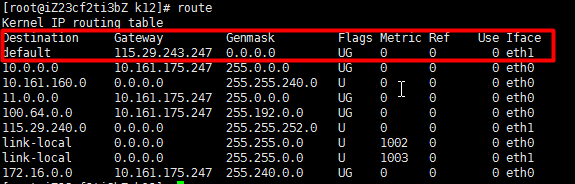 [root@iZ23cf2ti3bZ k12]# route
Kernel IP routing table
Destination Gateway Genmask Flags Metric Ref Use Iface
default 115.29.243.247 0.0.0.0 UG 0 0 0 eth1
10.0.0.0 10.161.175.247 255.0.0.0 UG 0 0 0 eth0
10.161.160.0 0.0.0.0 255.255.240.0 U 0 0 0 eth0
11.0.0.0 10.161.175.247 255.0.0.0 UG 0 0 0 eth0
100.64.0.0 10.161.175.247 255.192.0.0 UG 0 0 0 eth0
115.29.240.0 0.0.0.0 255.255.252.0 U 0 0 0 eth1
link-local 0.0.0.0 255.255.0.0 U 1002 0 0 eth0
link-local 0.0.0.0 255.255.0.0 U 1003 0 0 eth1
172.16.0.0 10.161.175.247 255.240.0.0 UG 0 0 0 eth0